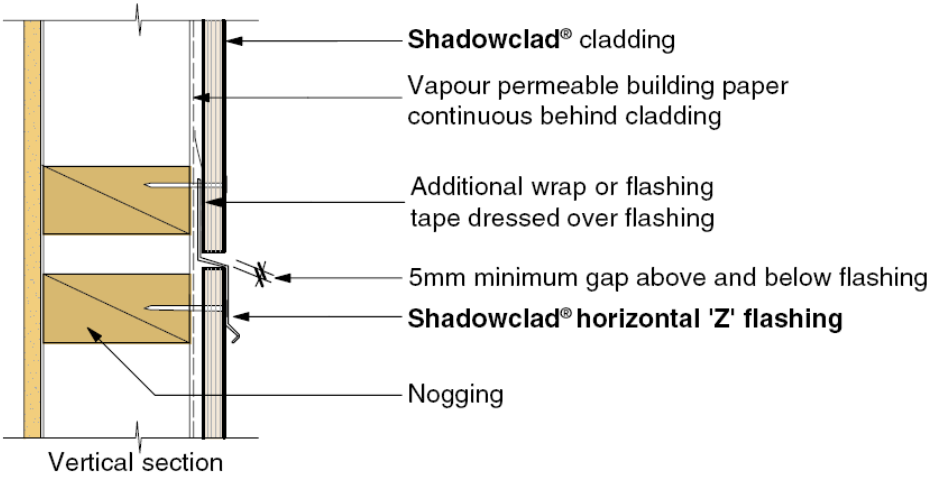 Shadowclad® cladding
Vapour permeable building paper
continuous behind cladding
Additional wrap or flashing
tape dressed over flashing
5mm minimum gap above and below flashing
Shadowclad® horizontal 'Z' flashing
Nogging
Vertical section